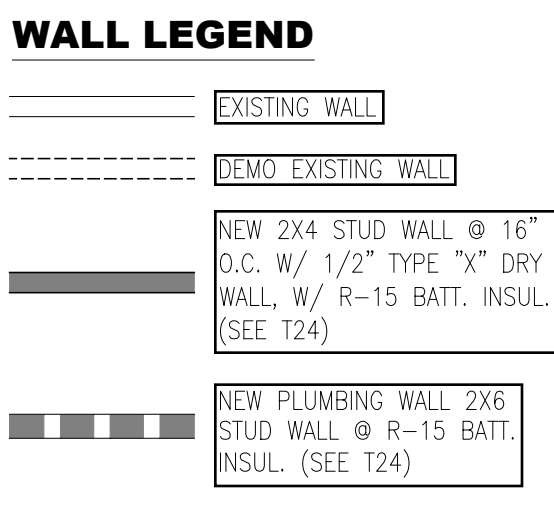 WALL LEGEND
EXISTING WALL
DEMO EXISTING WALL
NEW 2X4 STUD WALL @ 16”
O.C. W/ 1/2” TYPE ”X” DRY
WALL, W/ R-15 BATT. INSUL.
(SEE T24)
NEW PLUMBING WALL 2X6
STUD WALL @ R-15 BATT.
INSUL. (SEE T24)